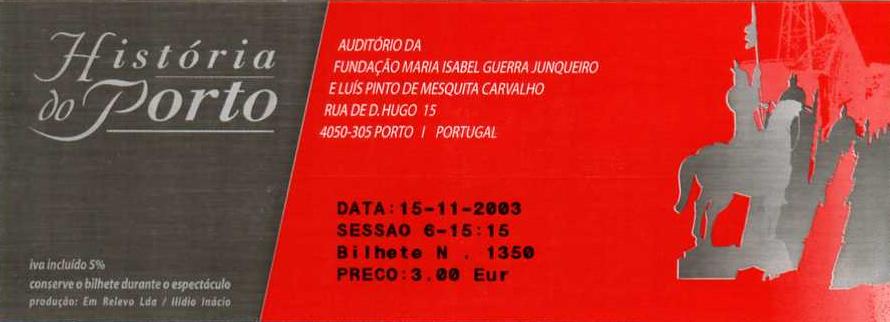 História
do Porto
AUDITÓRIO DA
FUNDAÇÃO MARIA ISABEL GUERRA JUNQUEIRO
E LUÍS PINTO DE MESQUITA CARVALHO
RUA DE D. HUGO 15
4050-305 PORTO I PORTUGAL
DATA:15-11-2003
SESSAO 6-15:15
Bilhete N . 1350
PRECO:3.00 Eur
iva incluído 5%
conserve o bilhete durante o espectáculo
produção: Em Relevo Lda / Ilídio Inácio